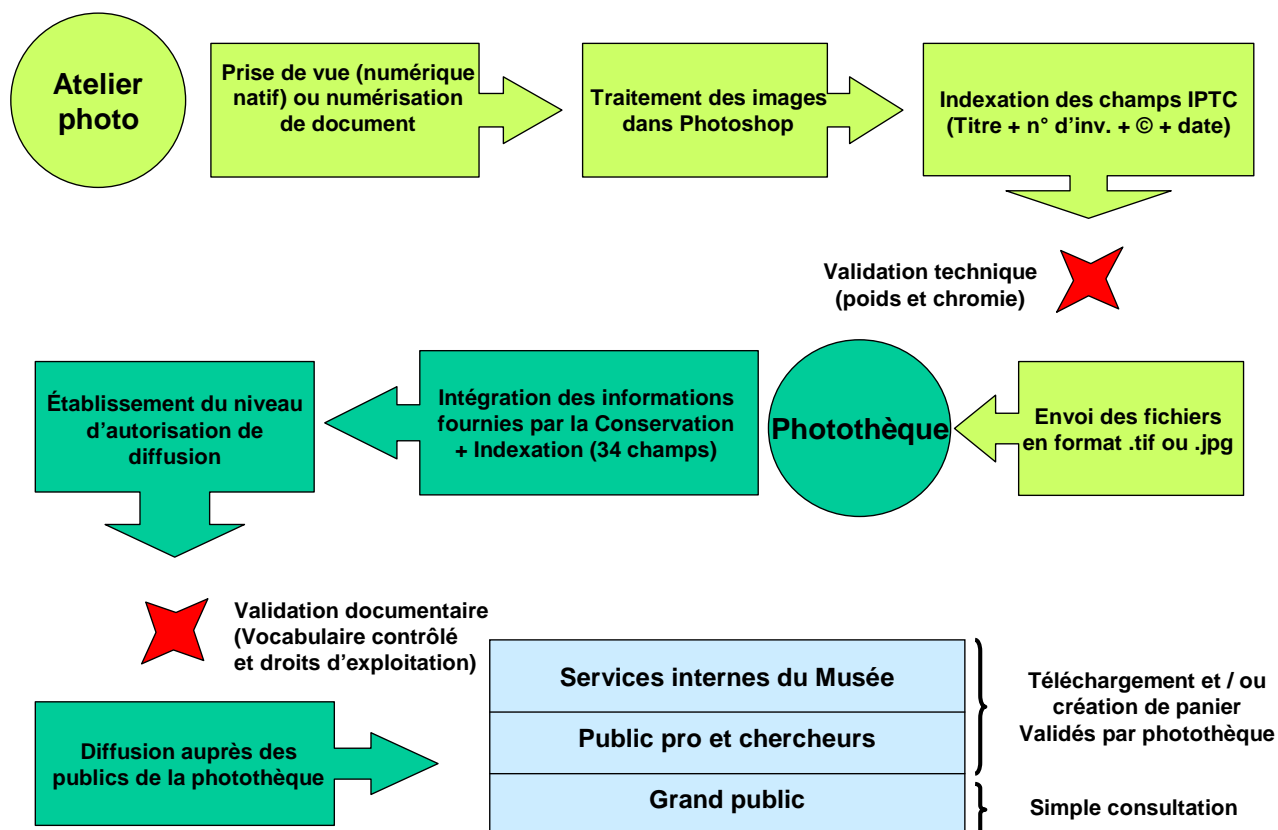 Atelier
photo
Prise de vue (numérique
natif) ou numérisation
de document
Traitement des images
dans Photoshop
Indexation des champs IPTC
(Titre + n° d’inv. + © + date)
Validation technique
(poids et chromie)
Envoi des fichiers
en format .tif ou .jpg
Photothèque
Intégration des informations
fournies par la Conservation
+ Indexation (34 champs)
Établissement du niveau
d’autorisation de
diffusion
Validation documentaire
(Vocabulaire contrôlé
et droits d’exploitation)
Diffusion auprès des
publics de la photothèque
Services internes du Musée
Public pro et chercheurs
Grand public
Téléchargement et / ou
création de panier
Validés par photothèque
Simple consultation